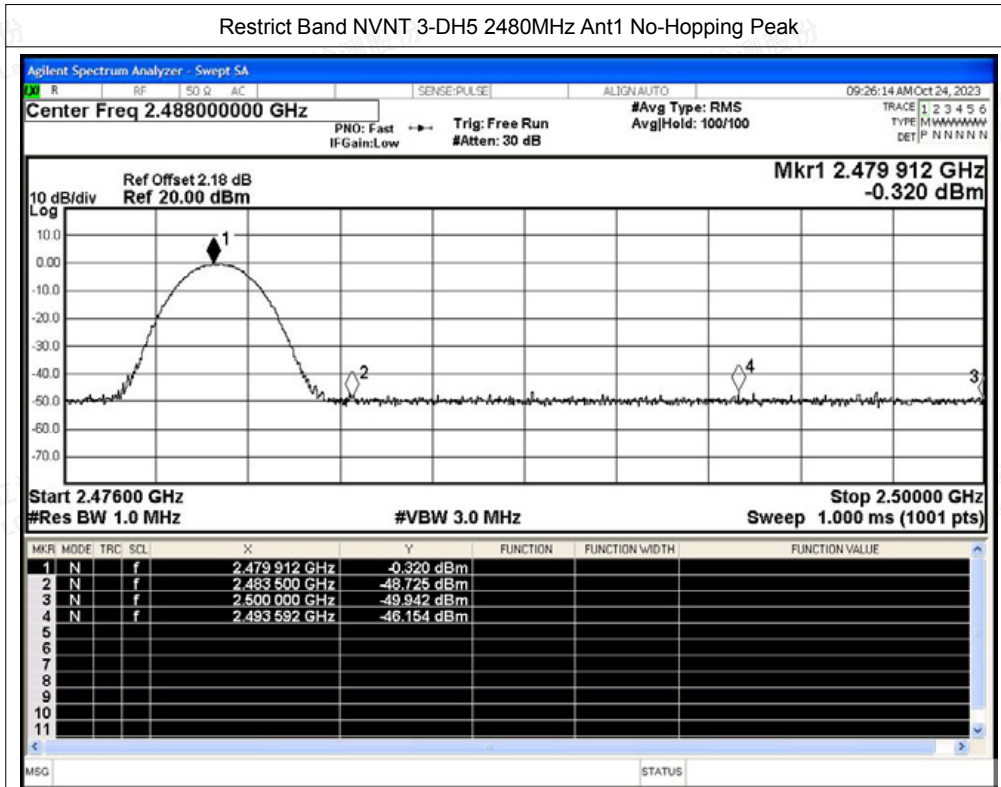 Restrict Band NVNT 3-DH5 2480MHz Ant1 No-Hopping Peak
Agilent Spectrum Analyzer - Swept SA
R RF 50 Ω AC SENSE:PULSE ALIGN AUTO 09:26:14 AM Oct 24, 2023
Center Freq 2.488000000 GHz #Avg Type: RMS TRACE 1 2 3 4 5 6
PNO: Fast Trig: Free Run Avg|Hold: 100/100 TYPE M WWWWW
IFGain:Low #Atten: 30 dB DET P N N N N N
Mkr1 2.479 912 GHz
Ref Offset 2.18 dB
10 dB/div Ref 20.00 dBm -0.320 dBm
Log
10.0
1
0.00
-10.0
-20.0
-30.0
-40.0
2 4 3
-50.0
-60.0
-70.0
Start 2.47600 GHz Stop 2.50000 GHz
#Res BW 1.0 MHz #VBW 3.0 MHz Sweep 1.000 ms (1001 pts)
MKR MODE TRC SCL X Y FUNCTION FUNCTION WIDTH FUNCTION VALUE
1 N f 2.479 912 GHz -0.320 dBm
2 N f 2.483 500 GHz -48.725 dBm
3 N f 2.500 000 GHz -49.942 dBm
4 N f 2.493 592 GHz -46.154 dBm
5
6
7
8
9
10
11
MSG STATUS